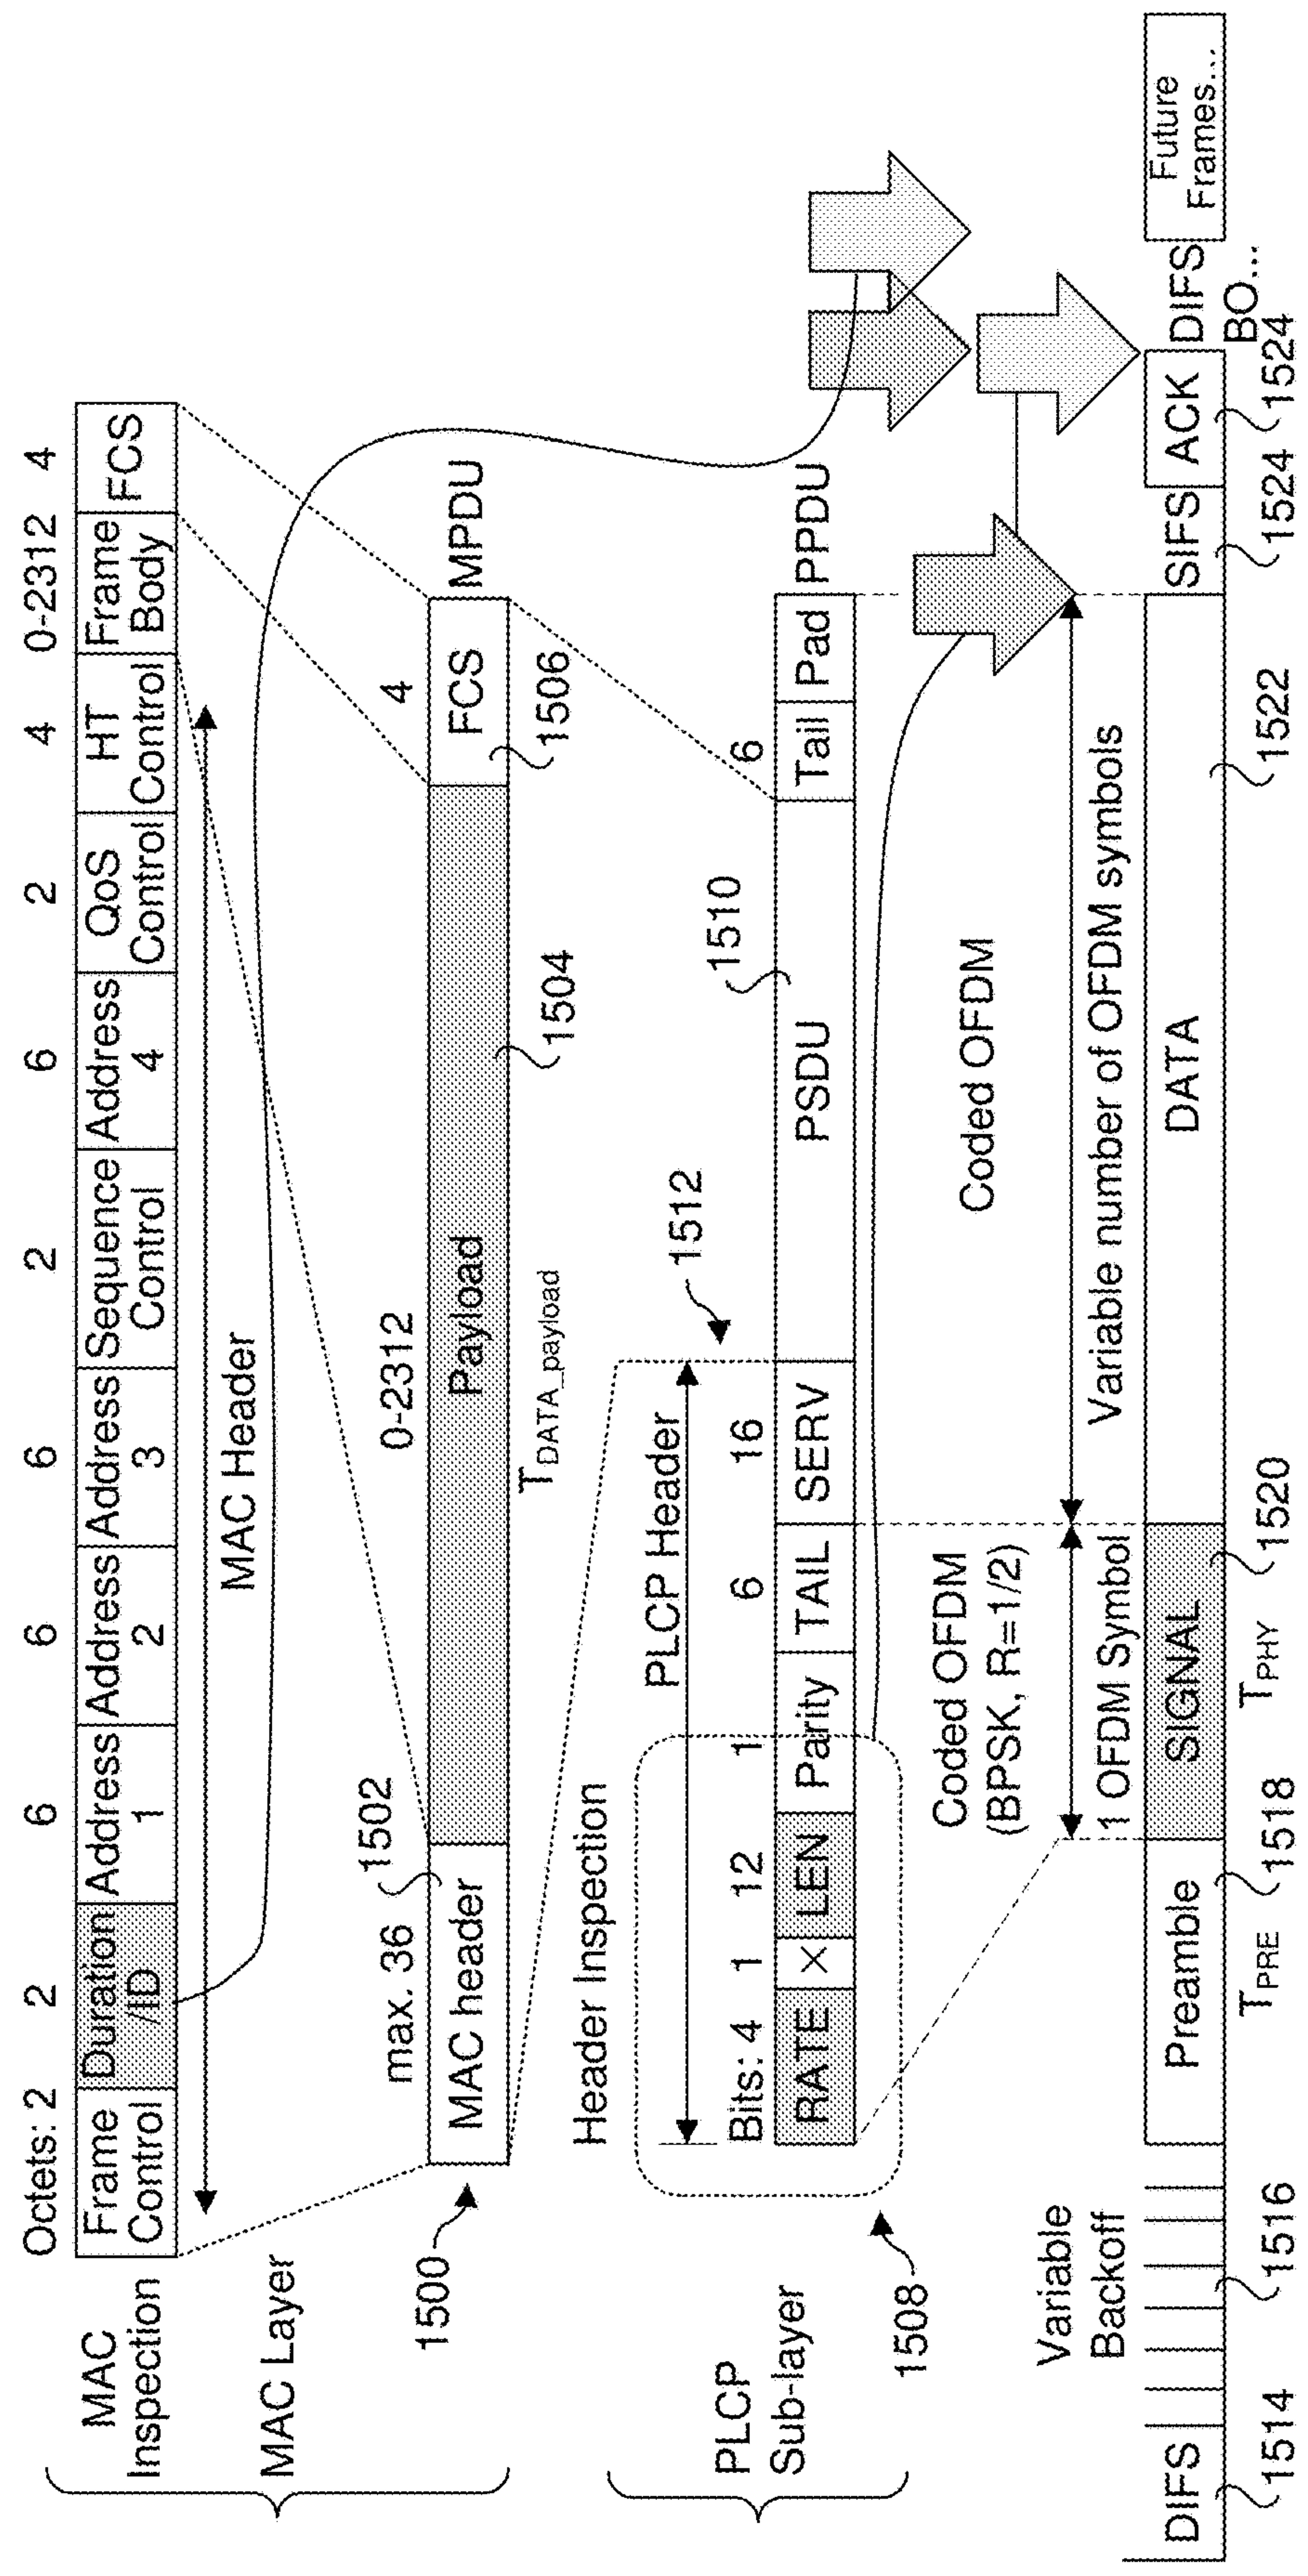 Octets: 2 2 6 6 6 2 6 2 4 0-2312 4
MAC
Inspection
Frame
Control
Duration
/ID
Address
1
Address
2
Address
3
Sequence
Control
Address
4
QoS
Control
HT
Control
Frame
Body
FCS
MAC Header
MAC Layer
max. 36
1502
0-2312
4
1500
MAC header
Payload
FCS
MPDU
1504
1506
TDATA_payload
Header Inspection
PLCP Header
1512
1510
PLCP
Sub-layer
Bits: 4 1 12 1 6 16 6
RATE
×
LEN
Parity
TAIL
SERV
PSDU
Tail
Pad
PPDU
1508
Coded OFDM
(BPSK, R=1/2)
Coded OFDM
Variable
Backoff
1 OFDM Symbol
Variable number of OFDM symbols
DIFS
Preamble
SIGNAL
DATA
SIFS
ACK
DIFS
BO...
Future
Frames...
1514
1516
TPRE
1518
TPHY
1520
1522
1524
1524